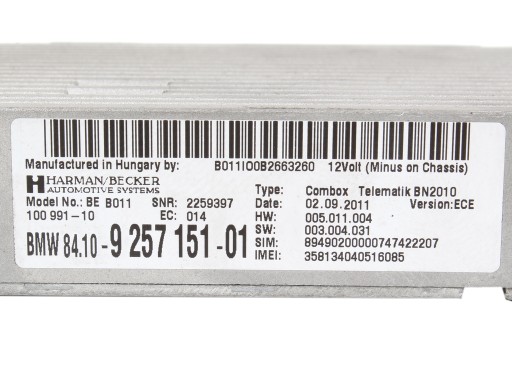 Manufactured in Hungary by: B011IO0B2663260 12Volt (Minus on Chassis)
HARMAN/BECKER
AUTOMOTIVE SYSTEMS
Type: Combox Telematik BN2010
Model No.: BE B011 SNR: 2259397 Date: 02.09.2011 Version:ECE
100 991-10 EC: 014 HW: 005.011.004
SW: 003.004.031
BMW 84.10-9 257 151-01 SIM: 89490200000747422207
IMEI: 358134040516085